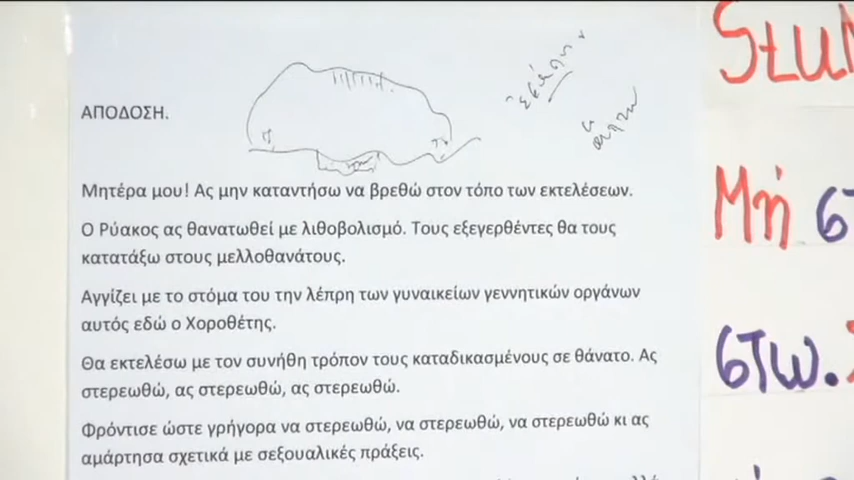 ΑΠΟΔΟΣΗ.
Μητέρα μου! Ας μην καταντήσω να βρεθώ στον τόπο των εκτελέσεων.
Ο Ρύακος ας θανατωθεί με λιθοβολισμό. Τους εξεγερθέντες θα τους
κατατάξω στους μελλοθανάτους.
Αγγίζει με το στόμα του την λέπρη των γυναικείων γεννητικών οργάνων
αυτός εδώ ο Χοροθέτης.
Θα εκτελέσω με τον συνήθη τρόπον τους καταδικασμένους σε θάνατο. Ας
στερεωθώ, ας στερεωθώ, ας στερεωθώ.
Φρόντισε ώστε γρήγορα να στερεωθώ, να στερεωθώ, να στερεωθώ κι ας
αμάρτησα σχετικά με σεξουαλικές πράξεις.
Μή